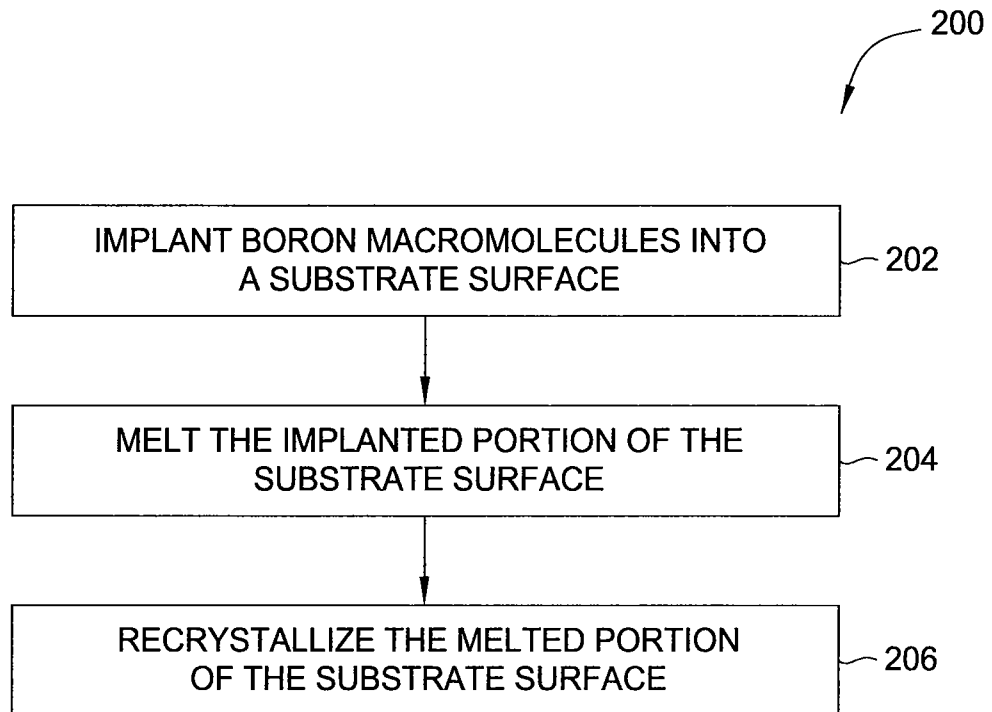 200
IMPLANT BORON MACROMOLECULES INTO
A SUBSTRATE SURFACE
202
MELT THE IMPLANTED PORTION OF THE
SUBSTRATE SURFACE
204
RECRYSTALLIZE THE MELTED PORTION
OF THE SUBSTRATE SURFACE
206